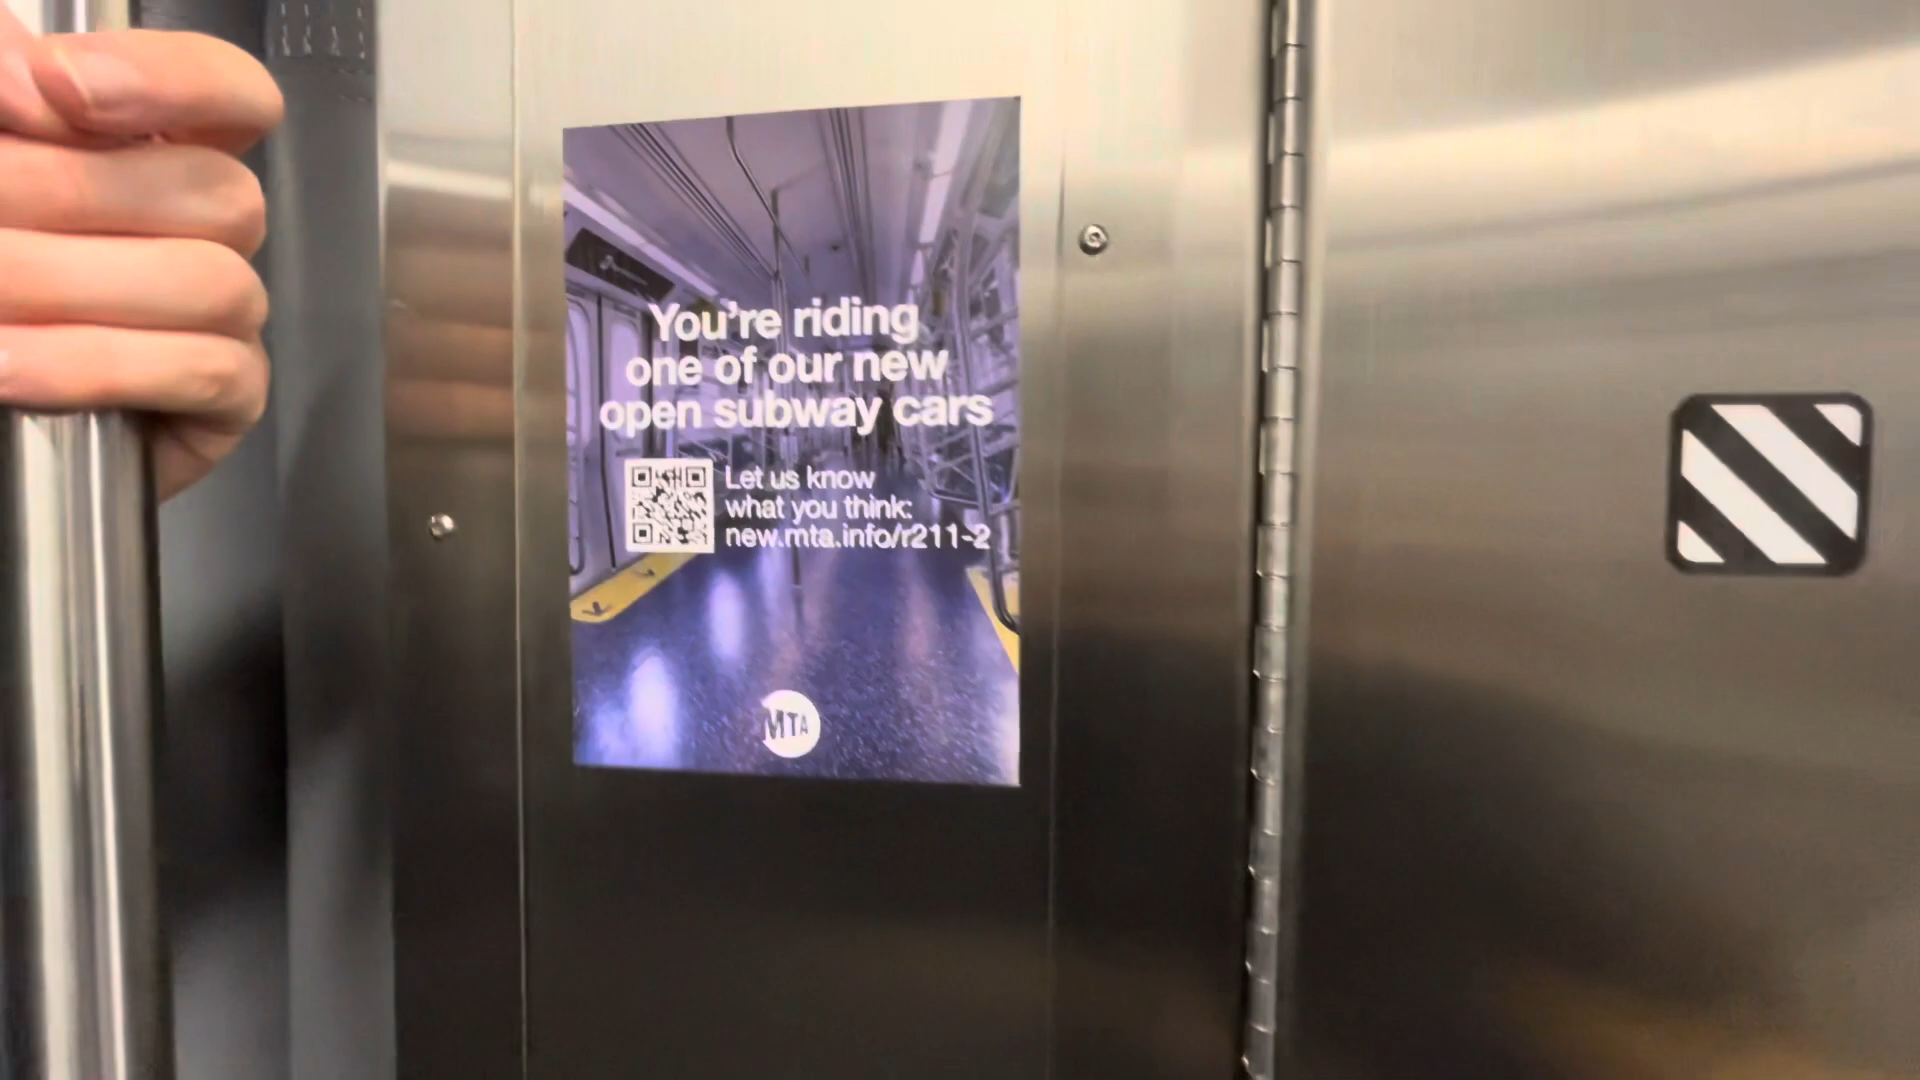 You're riding
one of our new
open subway cars
Let us know
what you think:
new.mta.info/r211-2
MTA